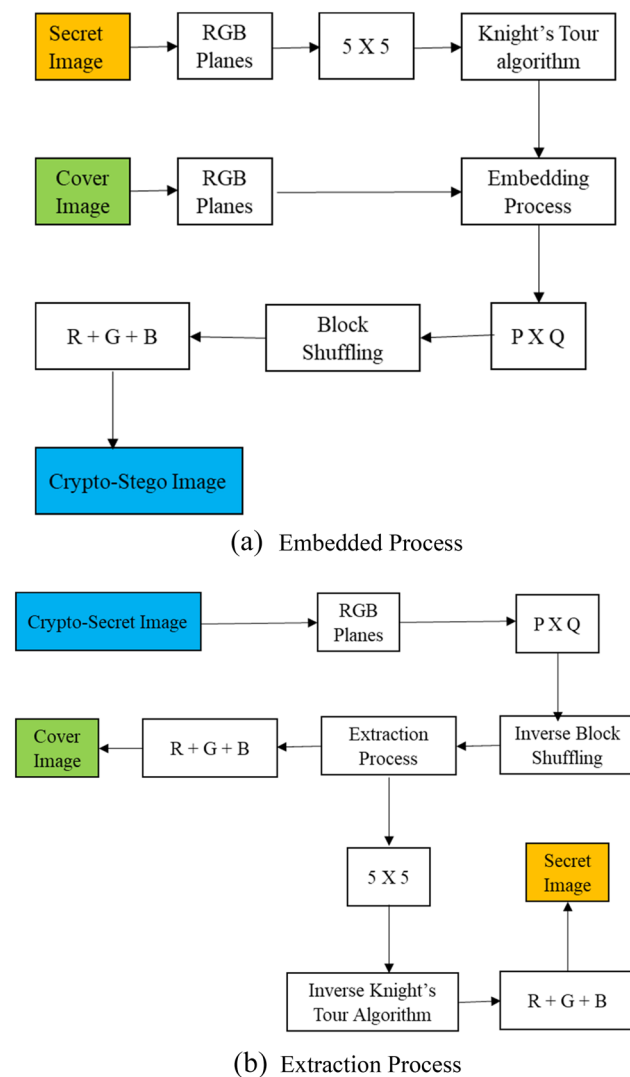 Secret
Image
RGB
Planes
5 X 5
Knight's Tour
algorithm
Cover
Image
RGB
Planes
Embedding
Process
R + G + B
Block
Shuffling
P X Q
Crypto-Stego Image
(a) Embedded Process
Crypto-Secret Image
RGB
Planes
P X Q
Cover
Image
R + G + B
Extraction
Process
Inverse Block
Shuffling
5 X 5
Secret
Image
Inverse Knight's
Tour Algorithm
R + G + B
(b) Extraction Process